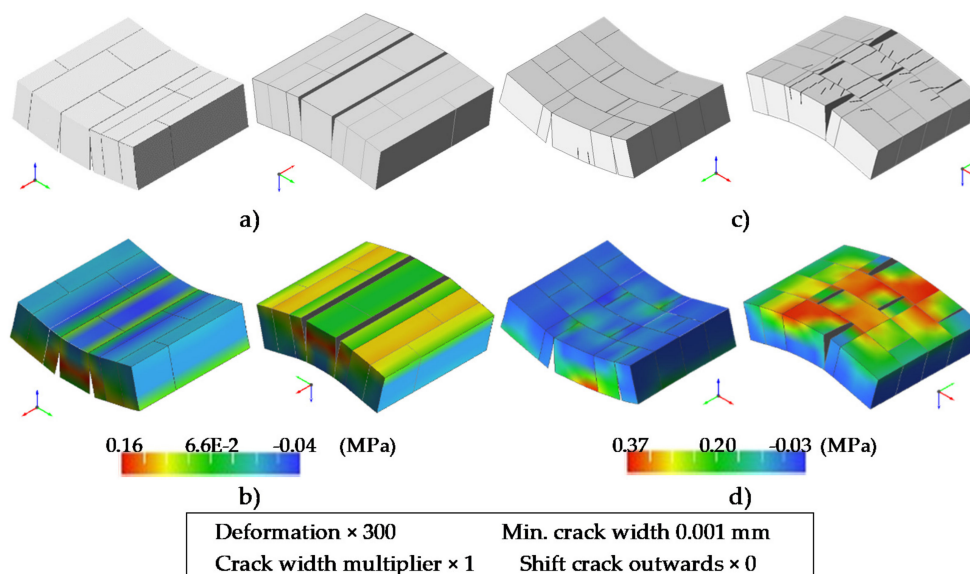 a)
c)
0.16 6.6E-2 -0.04 (MPa)
0.37 0.20 -0.03 (MPa)
b)
d)
Deformation × 300 Min. crack width 0.001 mm
Crack width multiplier × 1 Shift crack outwards × 0